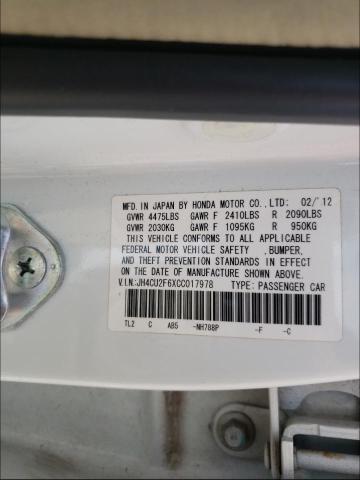 MFD. IN JAPAN BY HONDA MOTOR CO., LTD: 02/'12
GVWR 4475LBS GAWR F 2410LBS R 2090LBS
GVWR 2030KG GAWR F 1095KG R 950KG
THIS VEHICLE CONFORMS TO ALL APPLICABLE
FEDERAL MOTOR VEHICLE SAFETY ,BUMPER,
AND THEFT PREVENTION STANDARDS IN EFFECT
ON THE DATE OF MANUFACTURE SHOWN ABOVE.
V.I.N:JH4CU2F6XCC017978 TYPE: PASSENGER CAR
TL2 C AB5 -NH788P -F -C